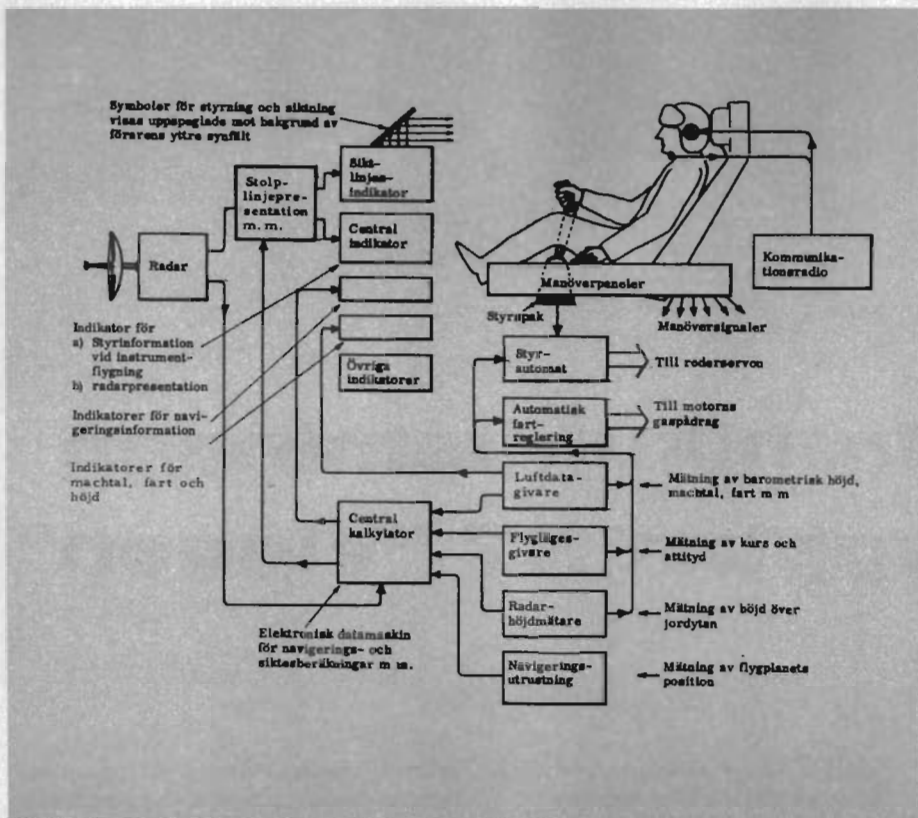 Symboler för styrning och siktning
visas uppspeglade mot bakgrund av
förarens yttre synfält
Sikt-
linjes-
indikator
Stolp-
linjepre-
sentation
m. m.
Central
indikator
Radar
Kommunika-
tionsradio
Manöverpaneler
Styrspak
Manöversignaler
Indikator för
a) Styrinformation
vid instrument-
flygning
b) radarpresentation
Övriga
indikatorer
Styr-
automat
Till roderservon
Indikatorer för navi-
geringsinformation
Automatisk
fart-
reglering
Till motorns
gaspådrag
Indikatorer för
machtal, fart och
höjd
Luftdata-
givare
Mätning av barometrisk höjd,
machtal, fart m m
Central
kalkylator
Flygläges-
givare
Mätning av kurs och
attityd
Radar-
höjdmätare
Mätning av höjd över
jordytan
Elektronisk datamaskin
för navigerings- och
siktesberäkningar m m.
Navigerings-
utrustning
Mätning av flygplanets
position